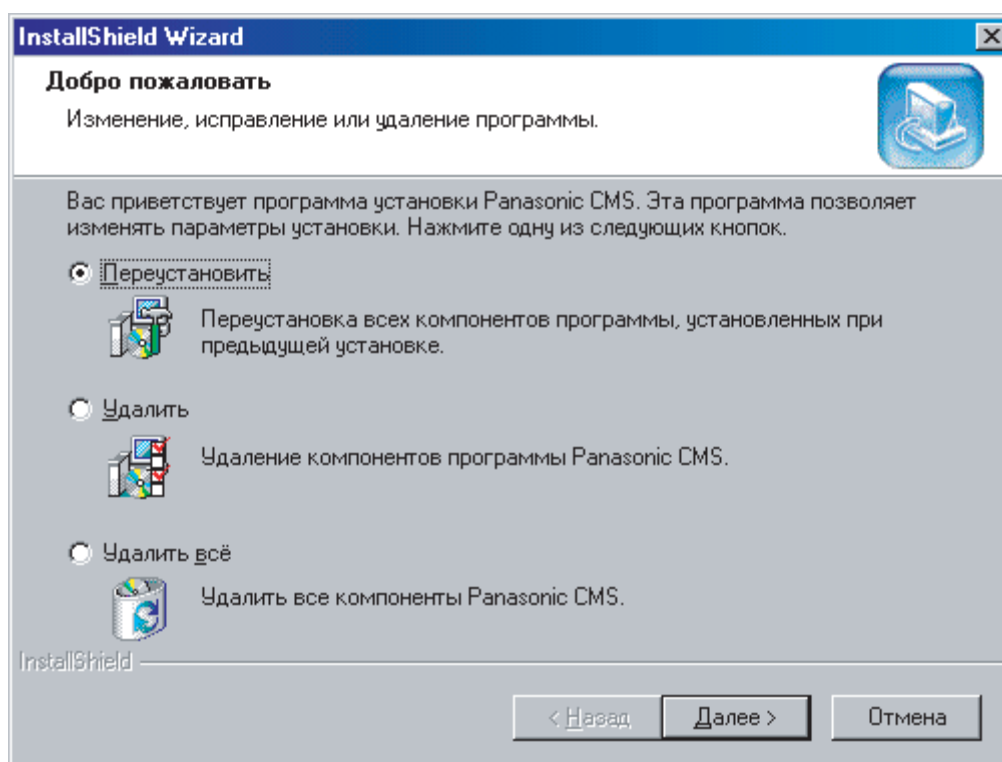 InstallShield Wizard
Добро пожаловать
Изменение, исправление или удаление программы.
Вас приветствует программа установки Panasonic CMS. Эта программа позволяет
изменять параметры установки. Нажмите одну из следующих кнопок.
Переустановить
Переустановка всех компонентов программы, установленных при
предыдущей установке.
Удалить
Удаление компонентов программы Panasonic CMS.
Удалить всё
Удалить все компоненты Panasonic CMS.
InstallShield
< Назад Далее > Отмена